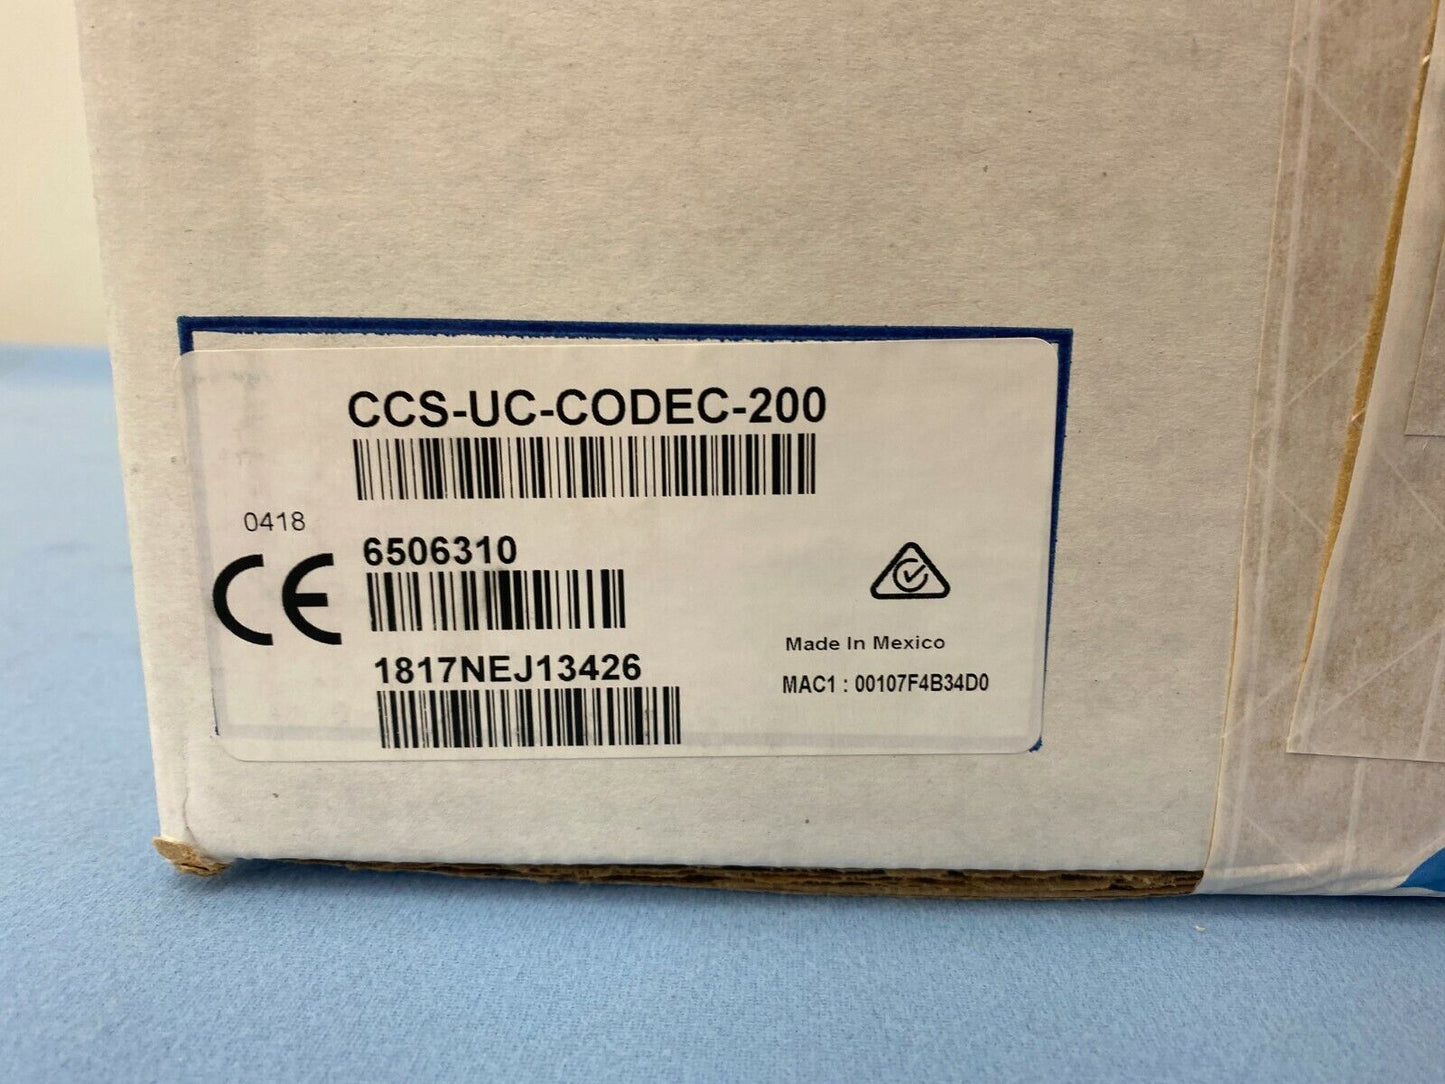 CCS-UC-CODEC-200
0418
6506310
CE
1817NEJ13426
Made In Mexico
MAC1 : 00107F4B34D0